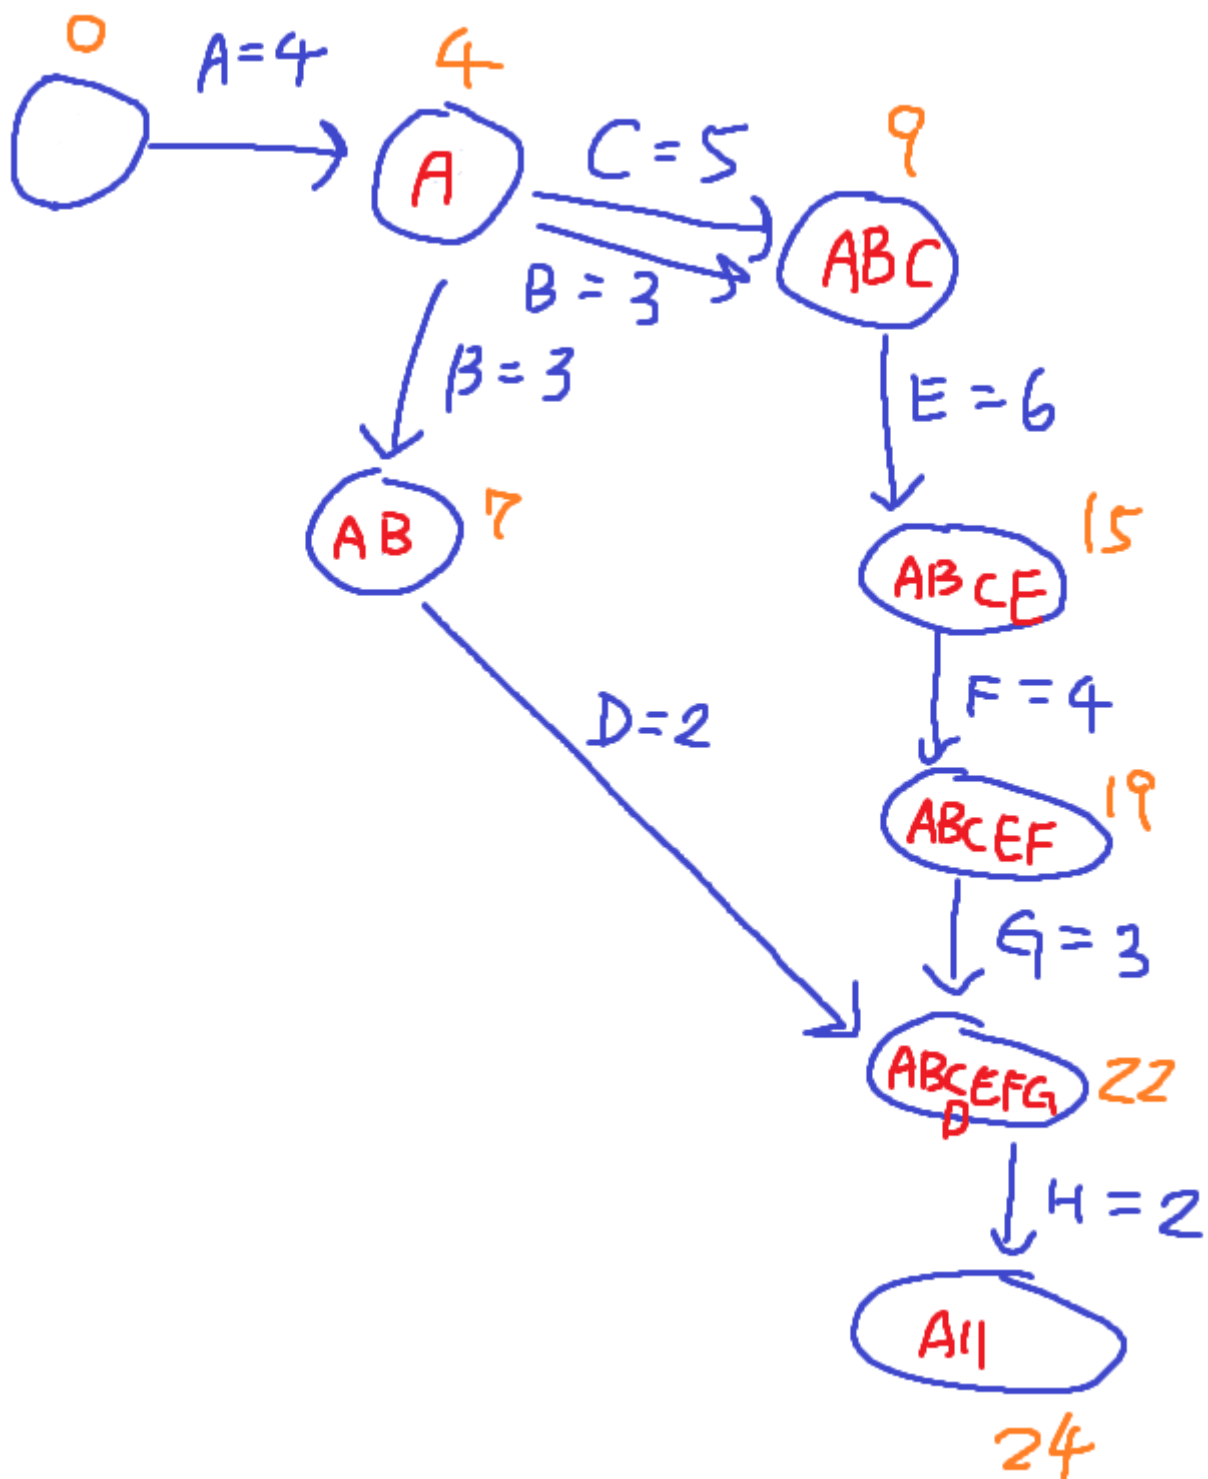 0
A=4
4
A
C=5
B=3
9
ABC
B=3
AB
7
E=6
ABCE
15
D=2
F=4
ABCEF
19
G=3
ABCEFG
D
22
H=2
All
24